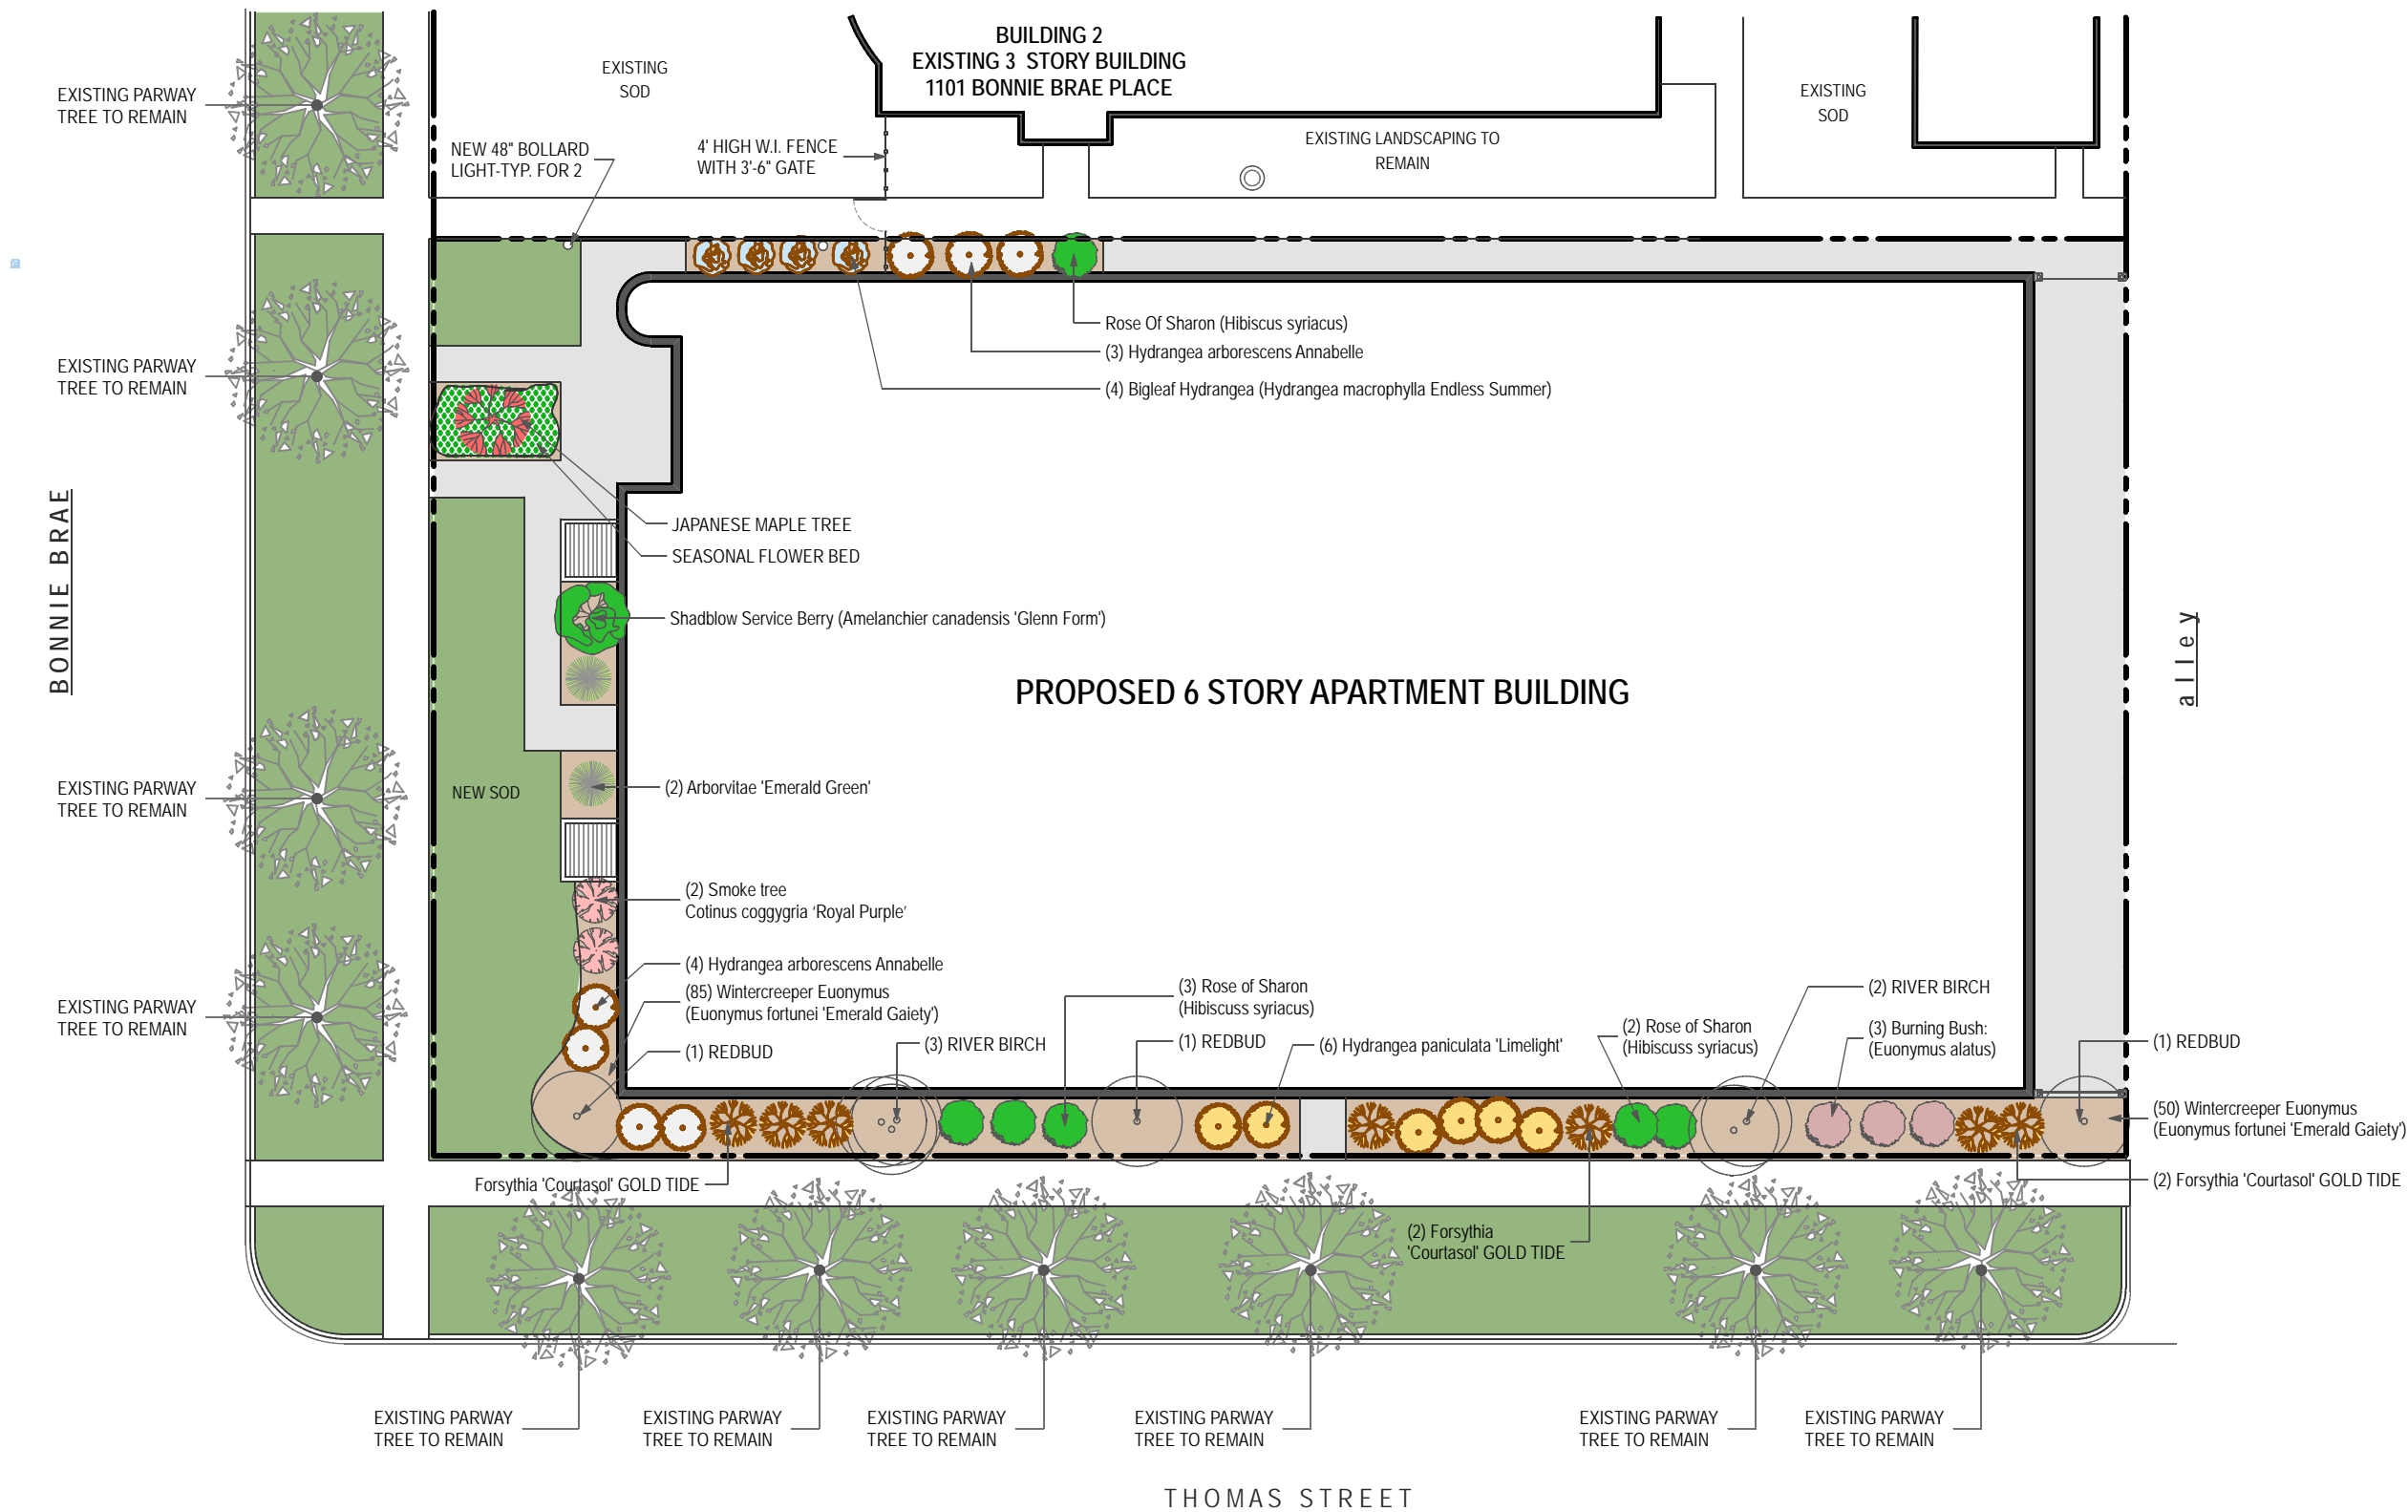 BUILDING 2
EXISTING 3 STORY BUILDING
1101 BONNIE BRAE PLACE
EXISTING
SOD
EXISTING
SOD
EXISTING PARWAY
TREE TO REMAIN
NEW 48" BOLLARD
LIGHT-TYP. FOR 2
4' HIGH W.I. FENCE
WITH 3'-6" GATE
EXISTING LANDSCAPING TO
REMAIN
Rose Of Sharon (Hibiscus syriacus)
(3) Hydrangea arborescens Annabelle
(4) Bigleaf Hydrangea (Hydrangea macrophylla Endless Summer)
EXISTING PARWAY
TREE TO REMAIN
JAPANESE MAPLE TREE
SEASONAL FLOWER BED
Shadblow Service Berry (Amelanchier canadensis 'Glenn Form')
BONNIE BRAE
alley
PROPOSED 6 STORY APARTMENT BUILDING
EXISTING PARWAY
TREE TO REMAIN
NEW SOD
(2) Arborvitae 'Emerald Green'
(2) Smoke tree
Cotinus coggygria ‘Royal Purple’
(4) Hydrangea arborescens Annabelle
(85) Wintercreeper Euonymus
(Euonymus fortunei 'Emerald Gaiety')
(1) REDBUD
EXISTING PARWAY
TREE TO REMAIN
(3) RIVER BIRCH
(3) Rose of Sharon
(Hibiscuss syriacus)
(1) REDBUD
(6) Hydrangea paniculata 'Limelight'
(2) Rose of Sharon
(Hibiscuss syriacus)
(2) RIVER BIRCH
(3) Burning Bush:
(Euonymus alatus)
(1) REDBUD
(50) Wintercreeper Euonymus
(Euonymus fortunei 'Emerald Gaiety')
(2) Forsythia 'Courtasol' GOLD TIDE
Forsythia 'Courtasol' GOLD TIDE
(2) Forsythia
'Courtasol' GOLD TIDE
EXISTING PARWAY
TREE TO REMAIN
EXISTING PARWAY
TREE TO REMAIN
EXISTING PARWAY
TREE TO REMAIN
EXISTING PARWAY
TREE TO REMAIN
EXISTING PARWAY
TREE TO REMAIN
EXISTING PARWAY
TREE TO REMAIN
THOMAS STREET